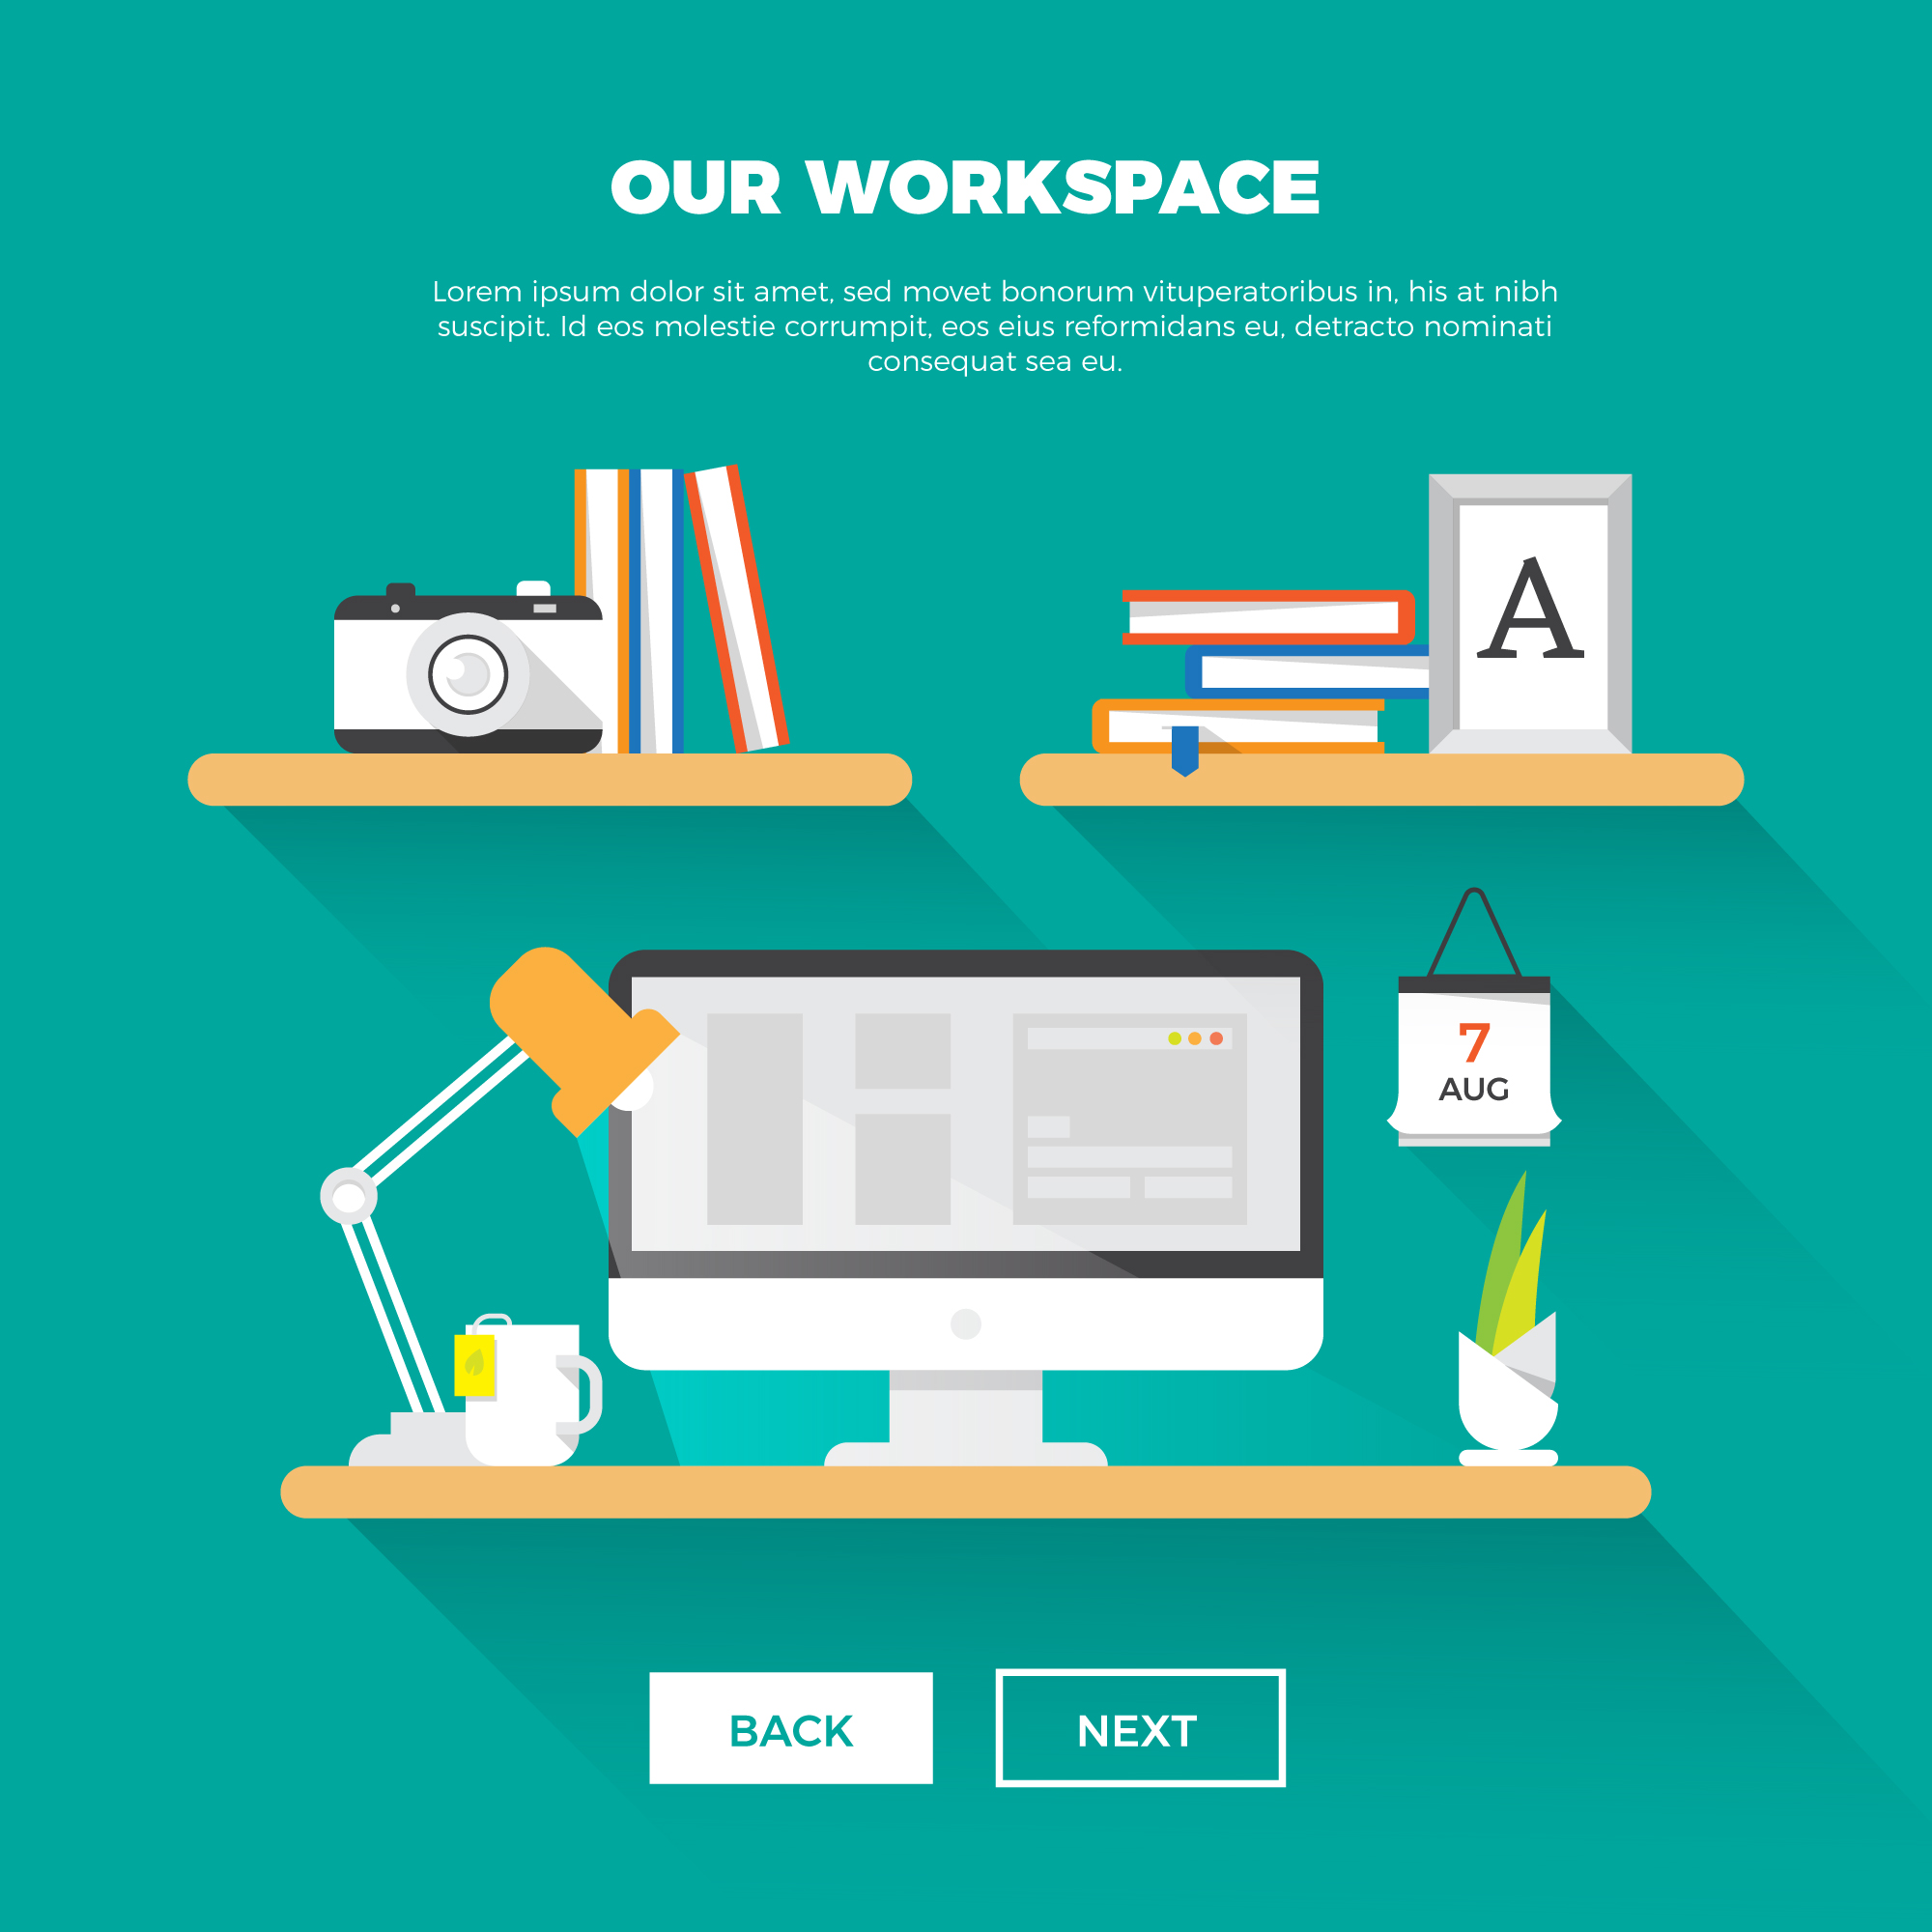 OUR WORKSPACE
Lorem ipsum dolor sit amet, sed movet bonorum vituperatoribus in, his at nibh
suscipit. Id eos molestie corrumpit, eos eius reformidans eu, detracto nominati
consequat sea eu.
A
7
AUG
BACK
NEXT